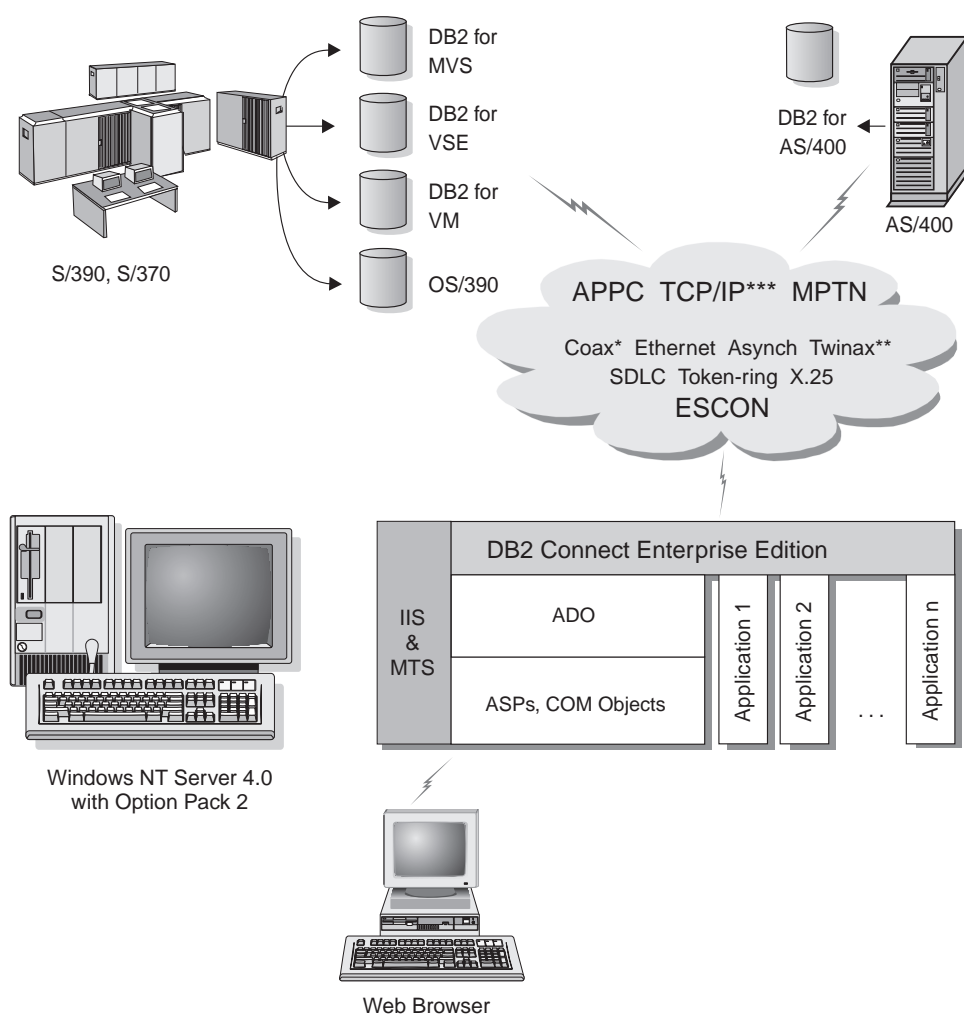 DB2 for
MVS
DB2 for
VSE
DB2 for
VM
OS/390
S/390, S/370
DB2 for
AS/400
AS/400
APPC TCP/IP*** MPTN
Coax* Ethernet Asynch Twinax**
SDLC Token-ring X.25
ESCON
Windows NT Server 4.0
with Option Pack 2
IIS
&
MTS
DB2 Connect Enterprise Edition
ADO
ASPs, COM Objects
Application 1
Application 2
. . .
Application n
Web Browser